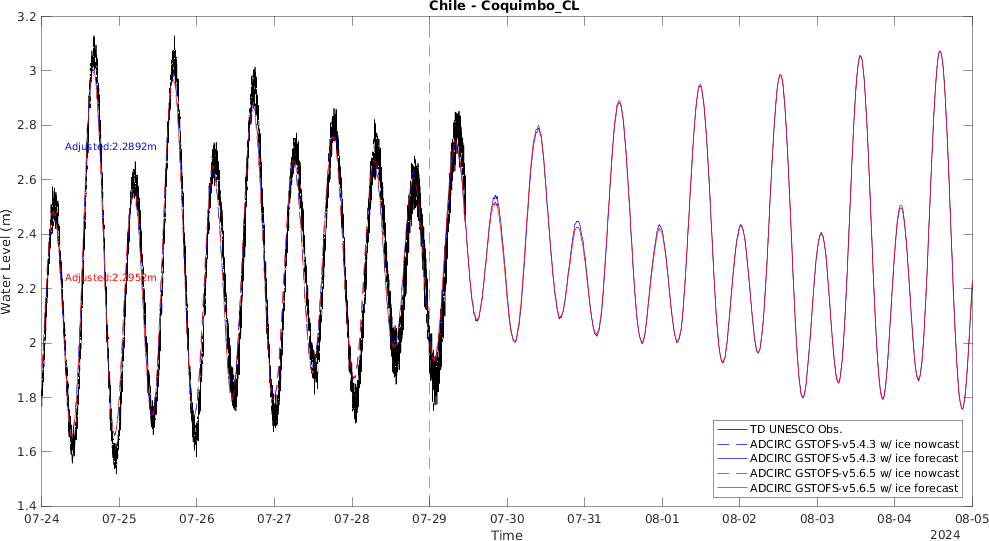 Chile - Coquimbo_CL
3.2
3
2.8
2.6
2.4
2.2
2
1.8
1.6
1.4
Water Level (m)
Adjusted:2.2892m
Adjusted:2.2952m
TD UNESCO Obs.
ADCIRC GSTOFS-v5.4.3 w/ ice nowcast
ADCIRC GSTOFS-v5.4.3 w/ ice forecast
ADCIRC GSTOFS-v5.6.5 w/ ice nowcast
ADCIRC GSTOFS-v5.6.5 w/ ice forecast
07-24 07-25 07-26 07-27 07-28 07-29 07-30 07-31 08-01 08-02 08-03 08-04 08-05
Time
2024